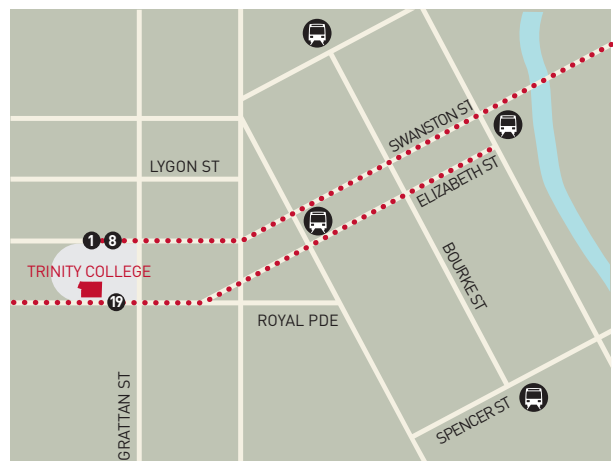 SWANSTON ST
LYGON ST
ELIZABETH ST
1 8
TRINITY COLLEGE
BOURKE ST
19
ROYAL PDE
GRATTAN ST
SPENCER ST